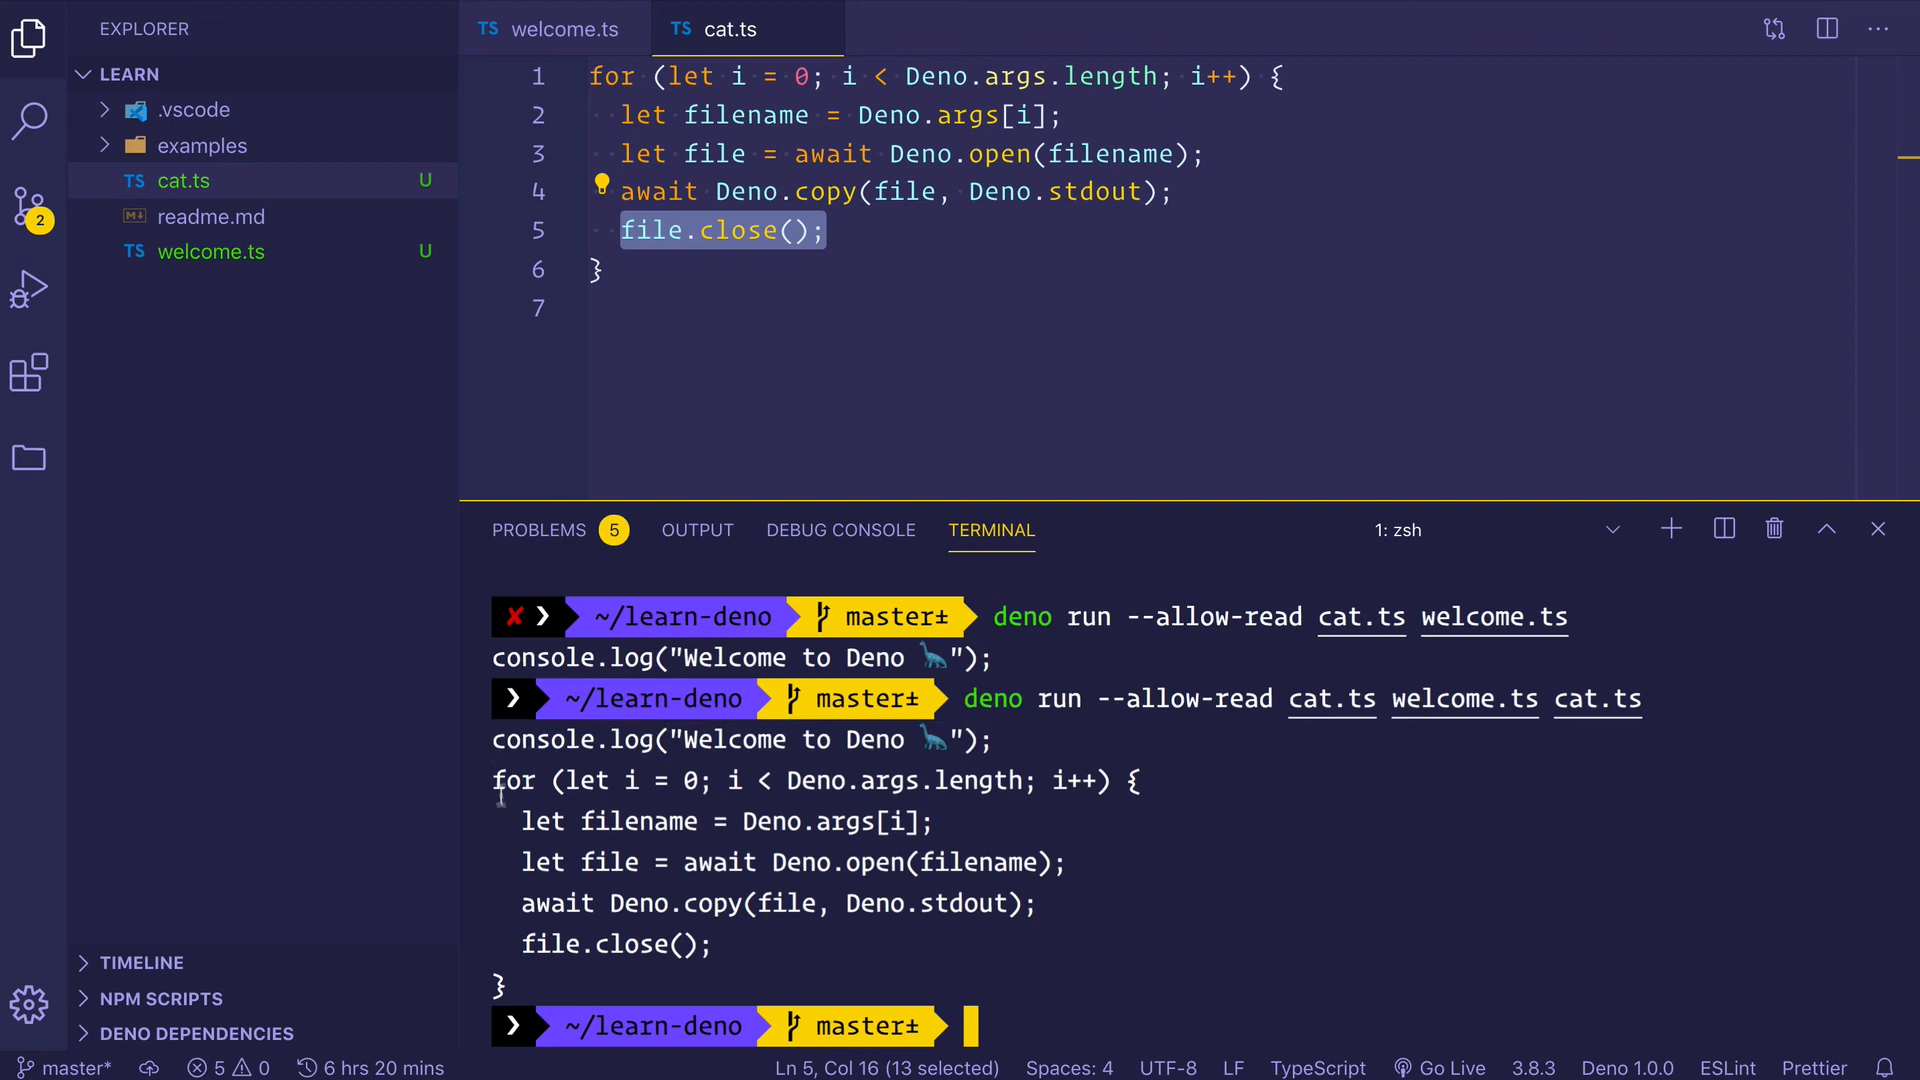 EXPLORER
LEARN
.vscode
examples
TS cat.ts U
M↓ readme.md
TS welcome.ts U
2
TIMELINE
NPM SCRIPTS
DENO DEPENDENCIES
TS welcome.ts
TS cat.ts
1 for (let i = 0; i < Deno.args.length; i++) {
2 let filename = Deno.args[i];
3 let file = await Deno.open(filename);
4 await Deno.copy(file, Deno.stdout);
5 file.close();
6 }
7
PROBLEMS 5 OUTPUT DEBUG CONSOLE TERMINAL 1: zsh
✘ ❯ ~/learn-deno master± deno run --allow-read cat.ts welcome.ts
console.log("Welcome to Deno 🦕");
❯ ~/learn-deno master± deno run --allow-read cat.ts welcome.ts cat.ts
console.log("Welcome to Deno 🦕");
for (let i = 0; i < Deno.args.length; i++) {
let filename = Deno.args[i];
let file = await Deno.open(filename);
await Deno.copy(file, Deno.stdout);
file.close();
}
❯ ~/learn-deno master±
master* 5 0 6 hrs 20 mins Ln 5, Col 16 (13 selected) Spaces: 4 UTF-8 LF TypeScript Go Live 3.8.3 Deno 1.0.0 ESLint Prettier